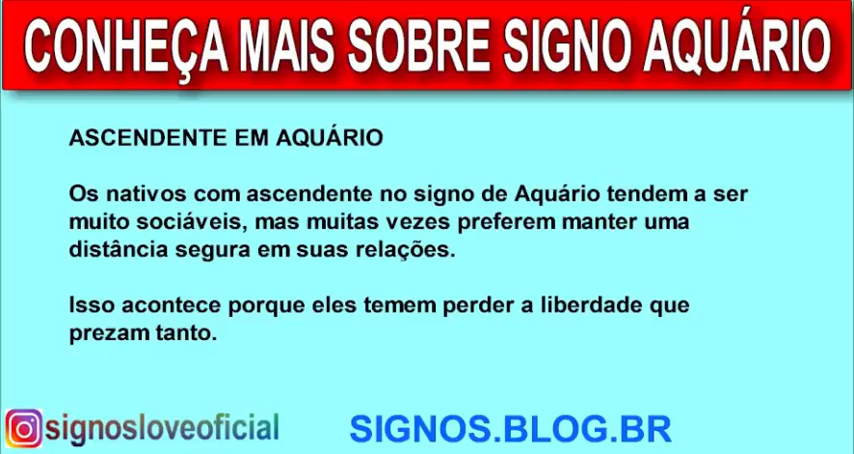 CONHEÇA MAIS SOBRE SIGNO AQUÁRIO
ASCENDENTE EM AQUÁRIO
Os nativos com ascendente no signo de Aquário tendem a ser
muito sociáveis, mas muitas vezes preferem manter uma
distância segura em suas relações.
Isso acontece porque eles temem perder a liberdade que
prezam tanto.
signosloveoficial
SIGNOS.BLOG.BR